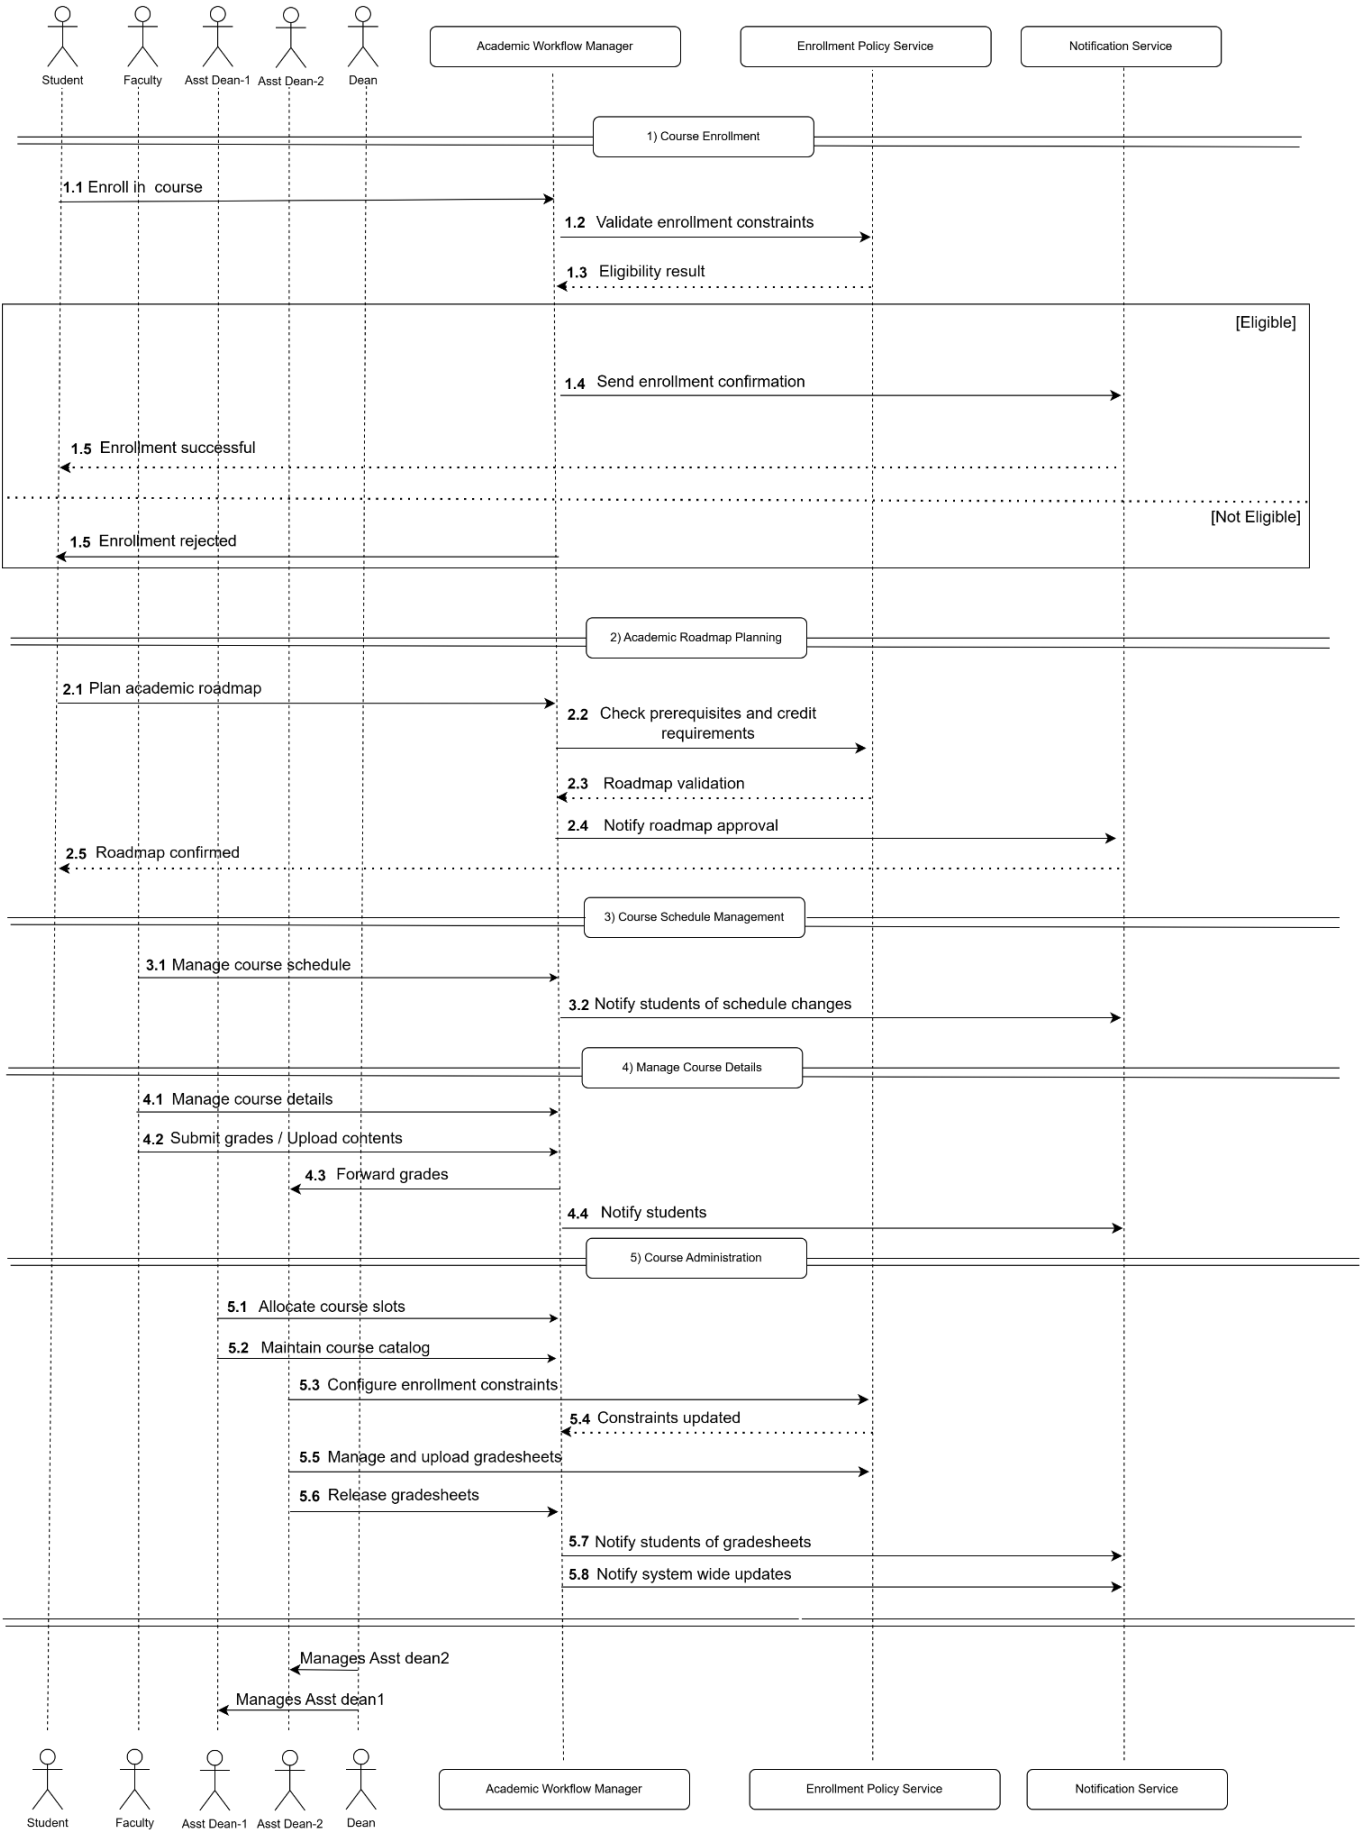 Student
Faculty
Asst Dean-1
Asst Dean-2
Dean
Academic Workflow Manager
Enrollment Policy Service
Notification Service
1) Course Enrollment
1.1 Enroll in course
1.2 Validate enrollment constraints
1.3 Eligibility result
[Eligible]
1.4 Send enrollment confirmation
1.5 Enrollment successful
[Not Eligible]
1.5 Enrollment rejected
2) Academic Roadmap Planning
2.1 Plan academic roadmap
2.2 Check prerequisites and credit
requirements
2.3 Roadmap validation
2.4 Notify roadmap approval
2.5 Roadmap confirmed
3) Course Schedule Management
3.1 Manage course schedule
3.2 Notify students of schedule changes
4) Manage Course Details
4.1 Manage course details
4.2 Submit grades / Upload contents
4.3 Forward grades
4.4 Notify students
5) Course Administration
5.1 Allocate course slots
5.2 Maintain course catalog
5.3 Configure enrollment constraints
5.4 Constraints updated
5.5 Manage and upload gradesheets
5.6 Release gradesheets
5.7 Notify students of gradesheets
5.8 Notify system wide updates
Manages Asst dean2
Manages Asst dean1
Student
Faculty
Asst Dean-1
Asst Dean-2
Dean
Academic Workflow Manager
Enrollment Policy Service
Notification Service